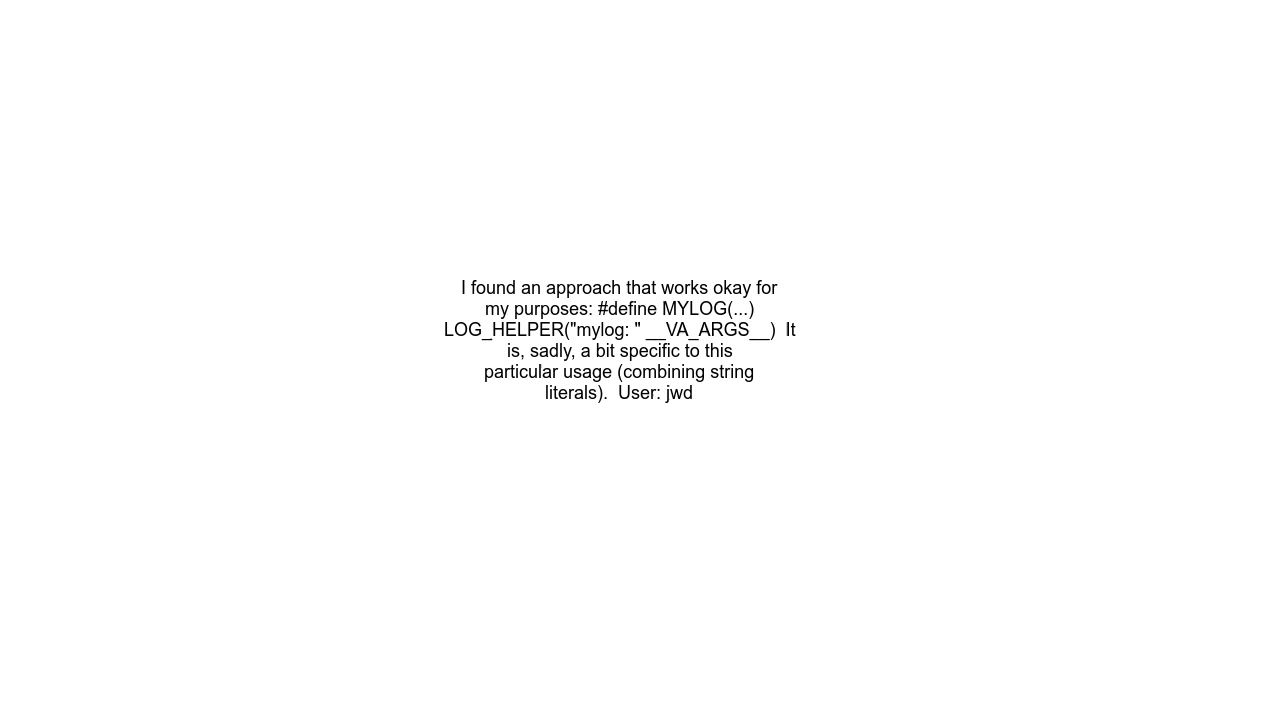 I found an approach that works okay for
my purposes: #define MYLOG(...)
LOG_HELPER("mylog: " __VA_ARGS__)  It
is, sadly, a bit specific to this
particular usage (combining string
literals).  User: jwd